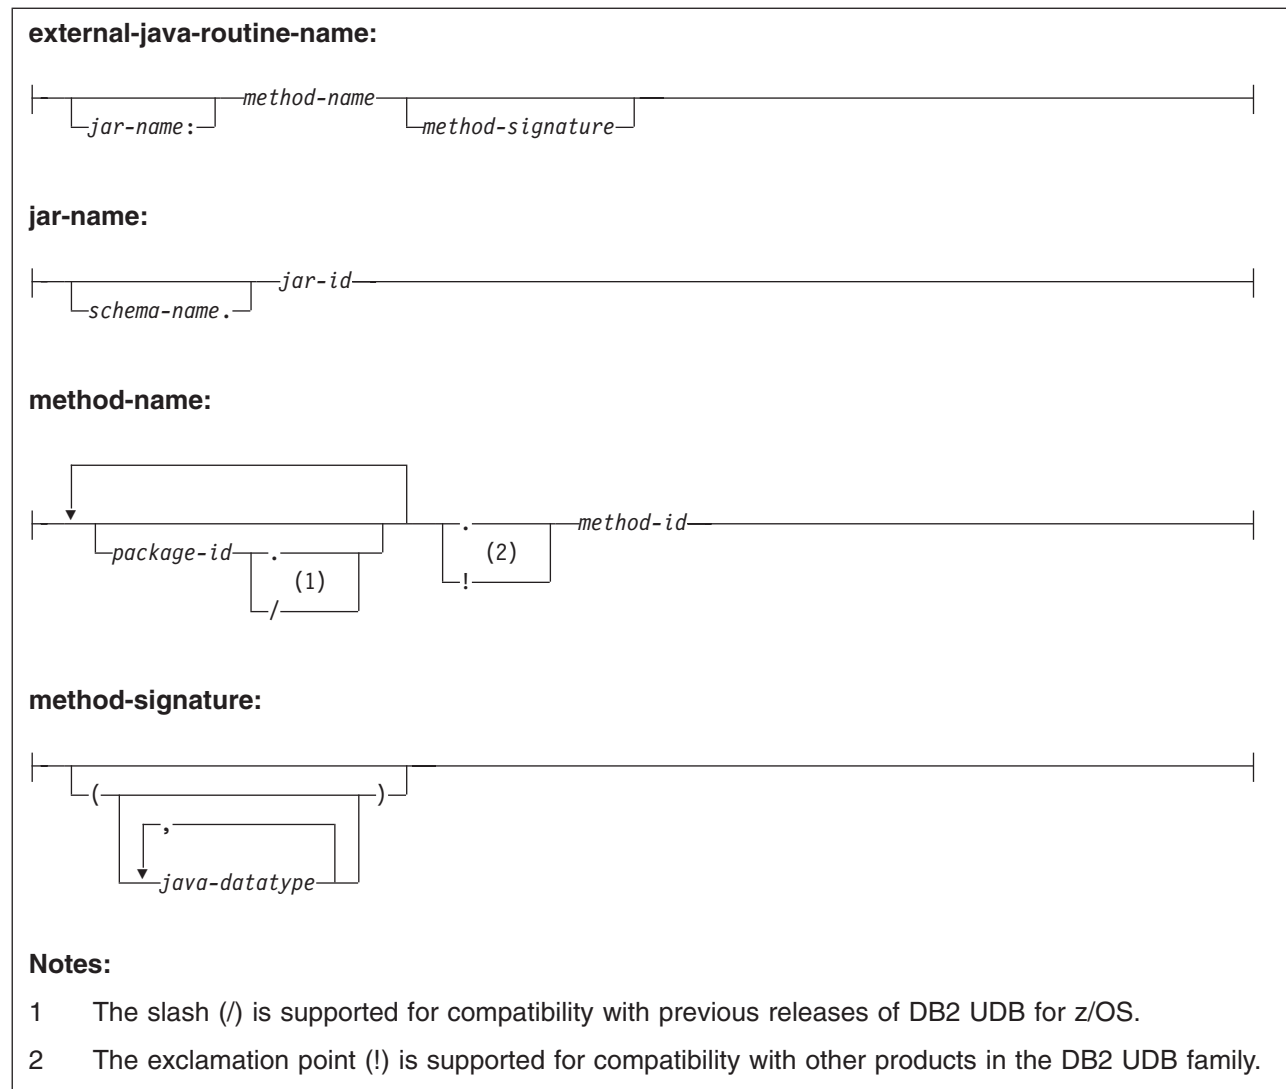 external-java-routine-name:
method-name
jar-name: method-signature
jar-name:
jar-id
schema-name.
method-name:
. method-id
package-id . (2)
(1) !
/
method-signature:
( )
,
java-datatype
Notes:
1 The slash (/) is supported for compatibility with previous releases of DB2 UDB for z/OS.
2 The exclamation point (!) is supported for compatibility with other products in the DB2 UDB family.